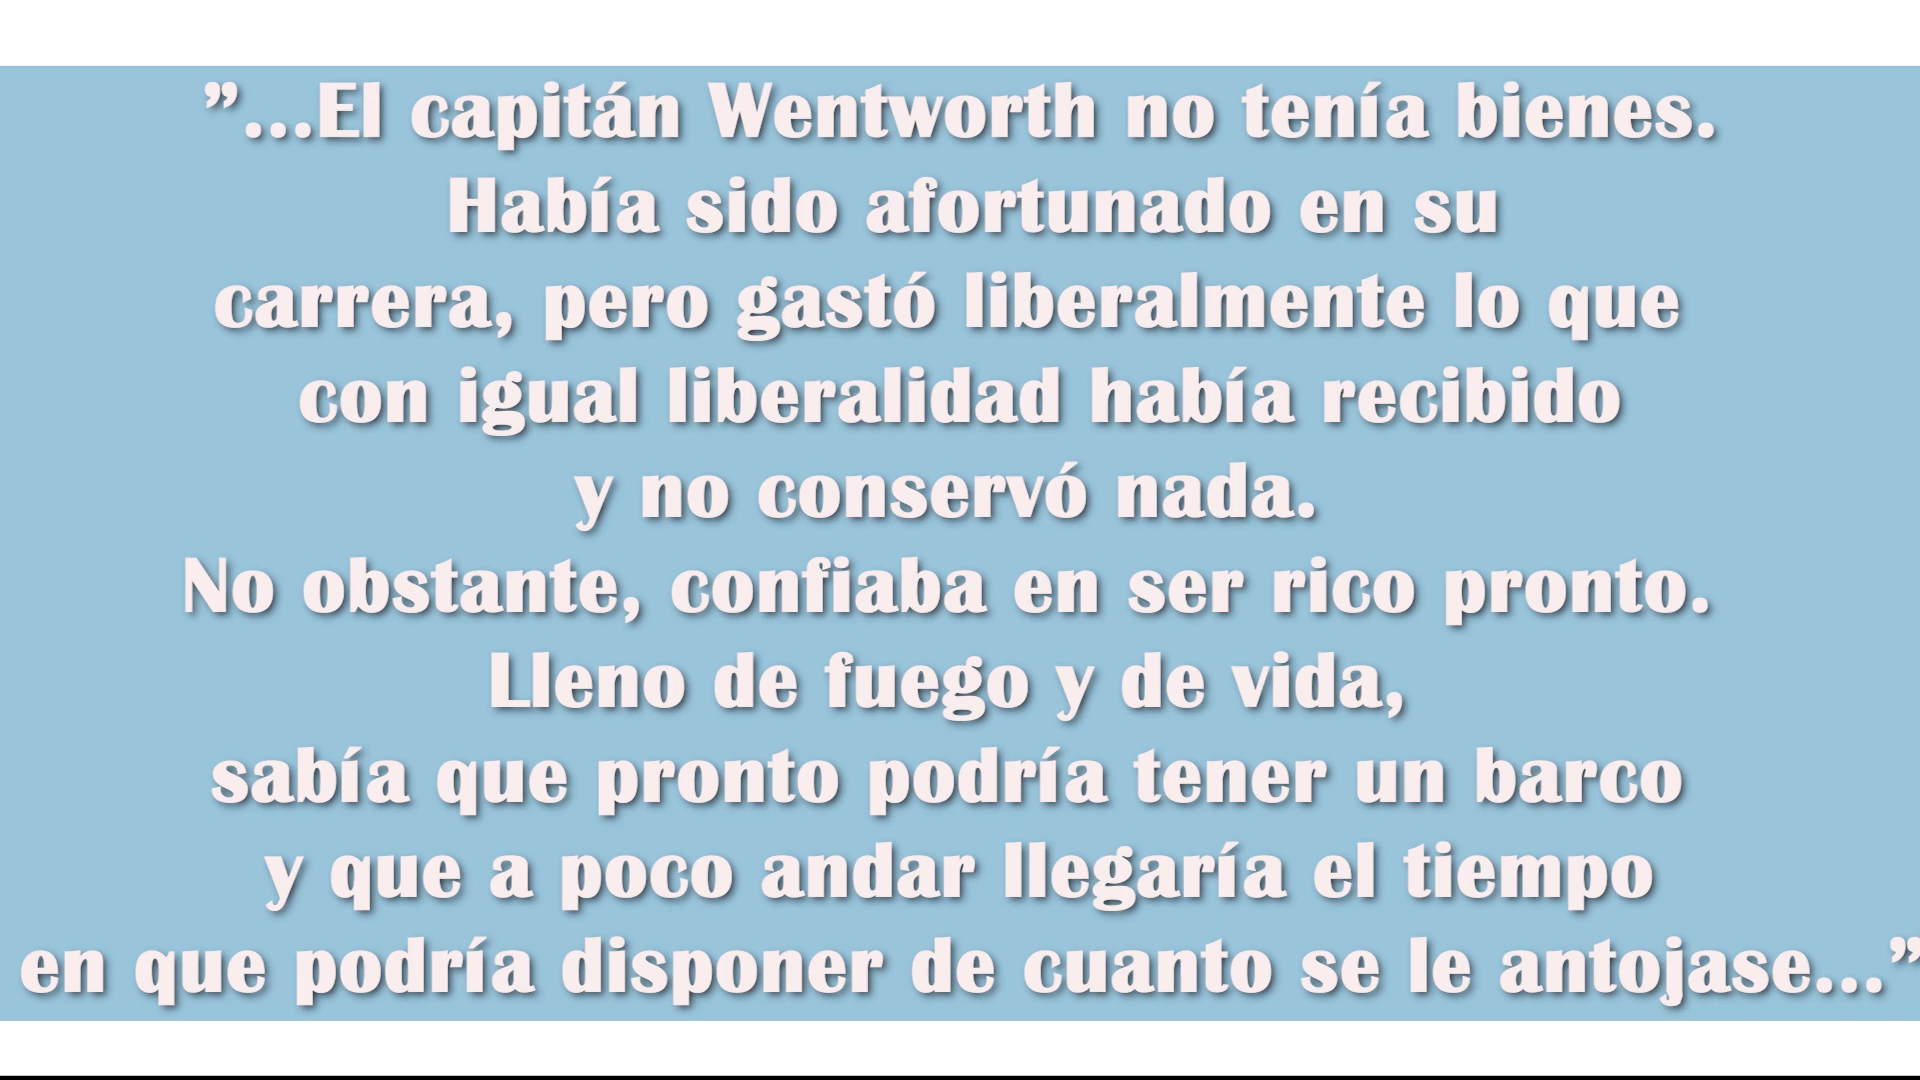 ”...El capitán Wentworth no tenía bienes.
Había sido afortunado en su
carrera, pero gastó liberalmente lo que
con igual liberalidad había recibido
y no conservó nada.
No obstante, confiaba en ser rico pronto.
Lleno de fuego y de vida,
sabía que pronto podría tener un barco
y que a poco andar llegaría el tiempo
en que podría disponer de cuanto se le antojase...”